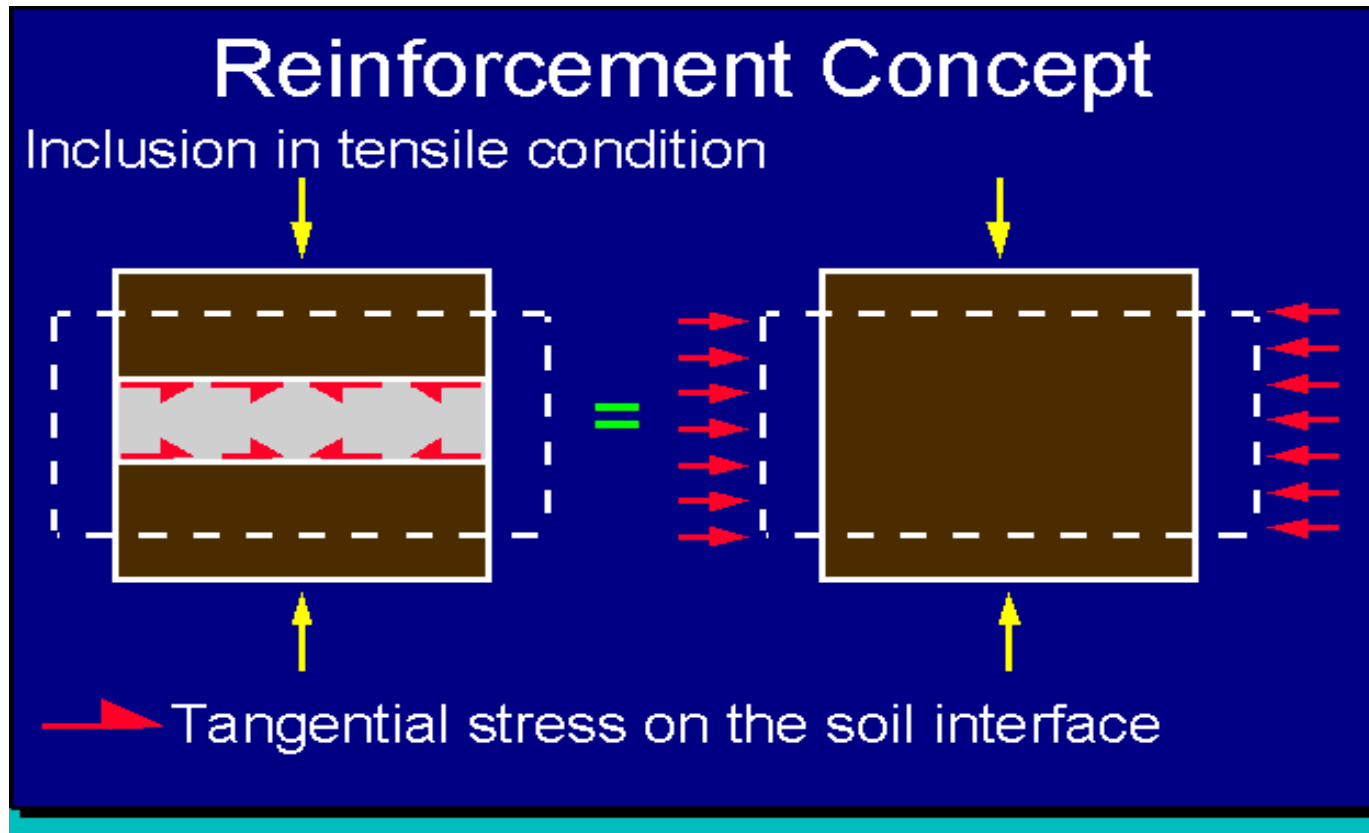 Reinforcement Concept
Inclusion in tensile condition
=
Tangential stress on the soil interface